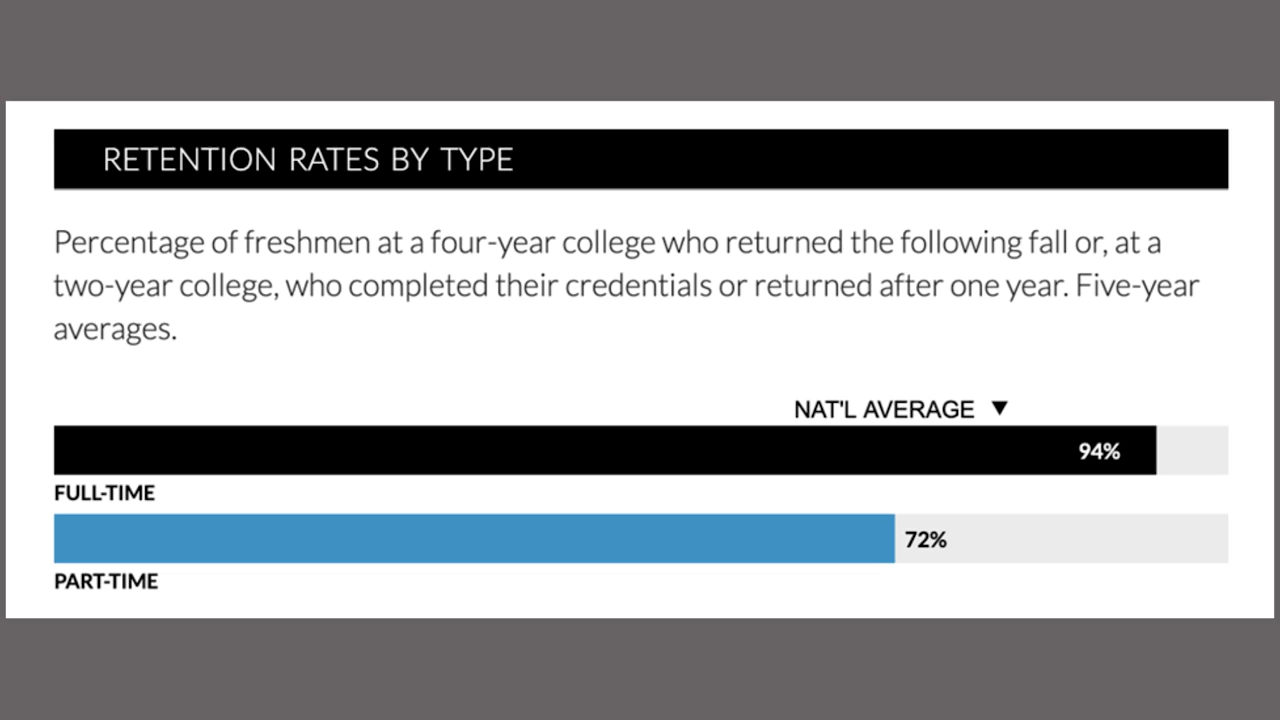 RETENTION RATES BY TYPE
Percentage of freshmen at a four-year college who returned the following fall or, at a
two-year college, who completed their credentials or returned after one year. Five-year
averages.
NAT'L AVERAGE ▼
94%
FULL-TIME
72%
PART-TIME